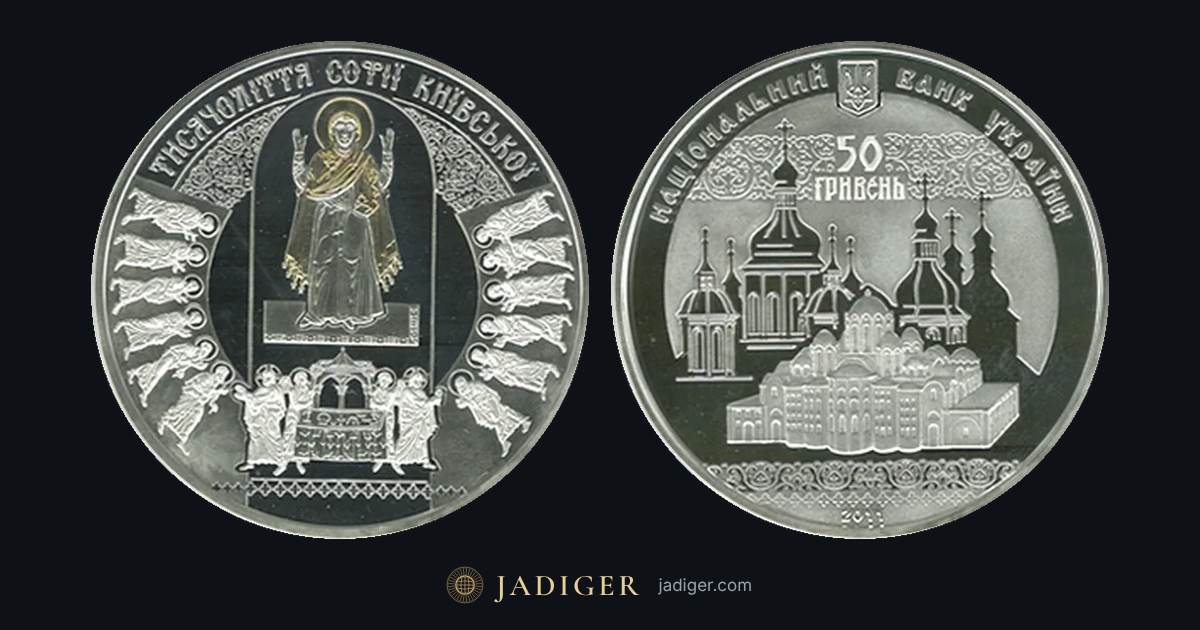 ТИСЯЧОЛІТТЯ СОФІЇ КИЇВСЬКОЇ
НАЦІОНАЛЬНИЙ БАНК УКРАЇНИ
50
ГРИВЕНЬ
2011
JADIGER jadiger.com